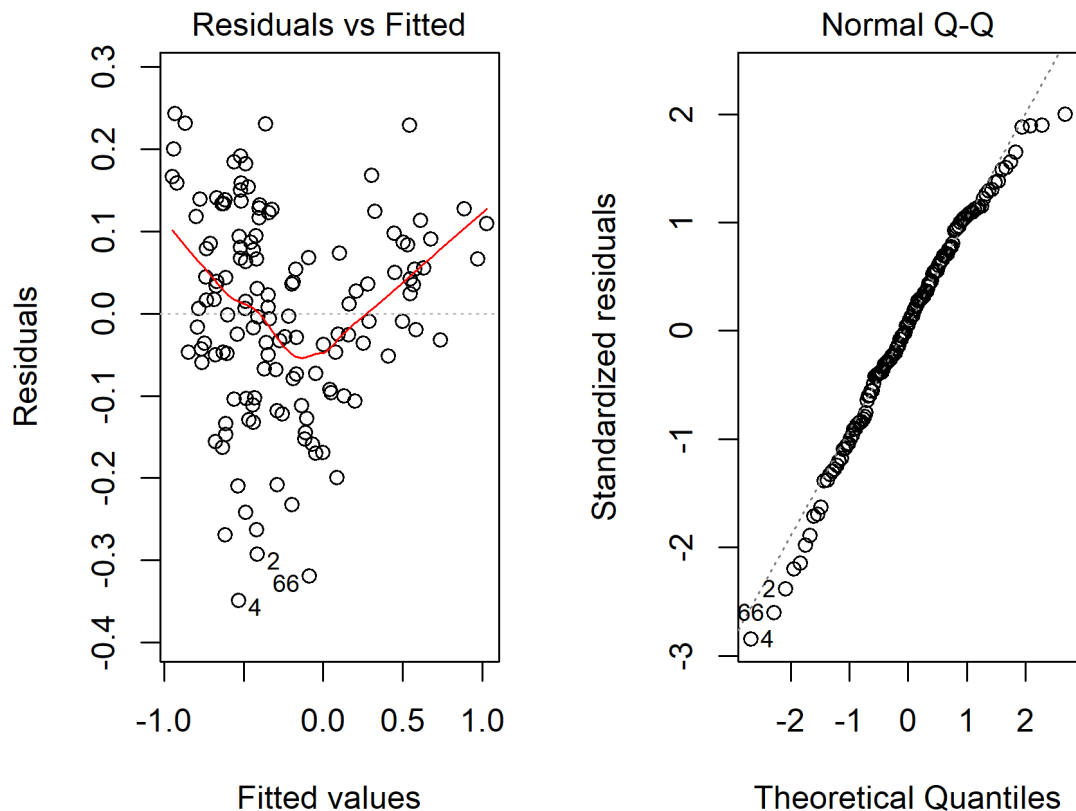 Residuals vs Fitted
Residuals
0.3
0.2
0.1
0.0
-0.1
-0.2
-0.3
-0.4
2
66
4
-1.0 0.0 0.5 1.0
Fitted values
Normal Q-Q
Standardized residuals
2
1
0
-1
-2
-3
2
66
4
-2 -1 0 1 2
Theoretical Quantiles